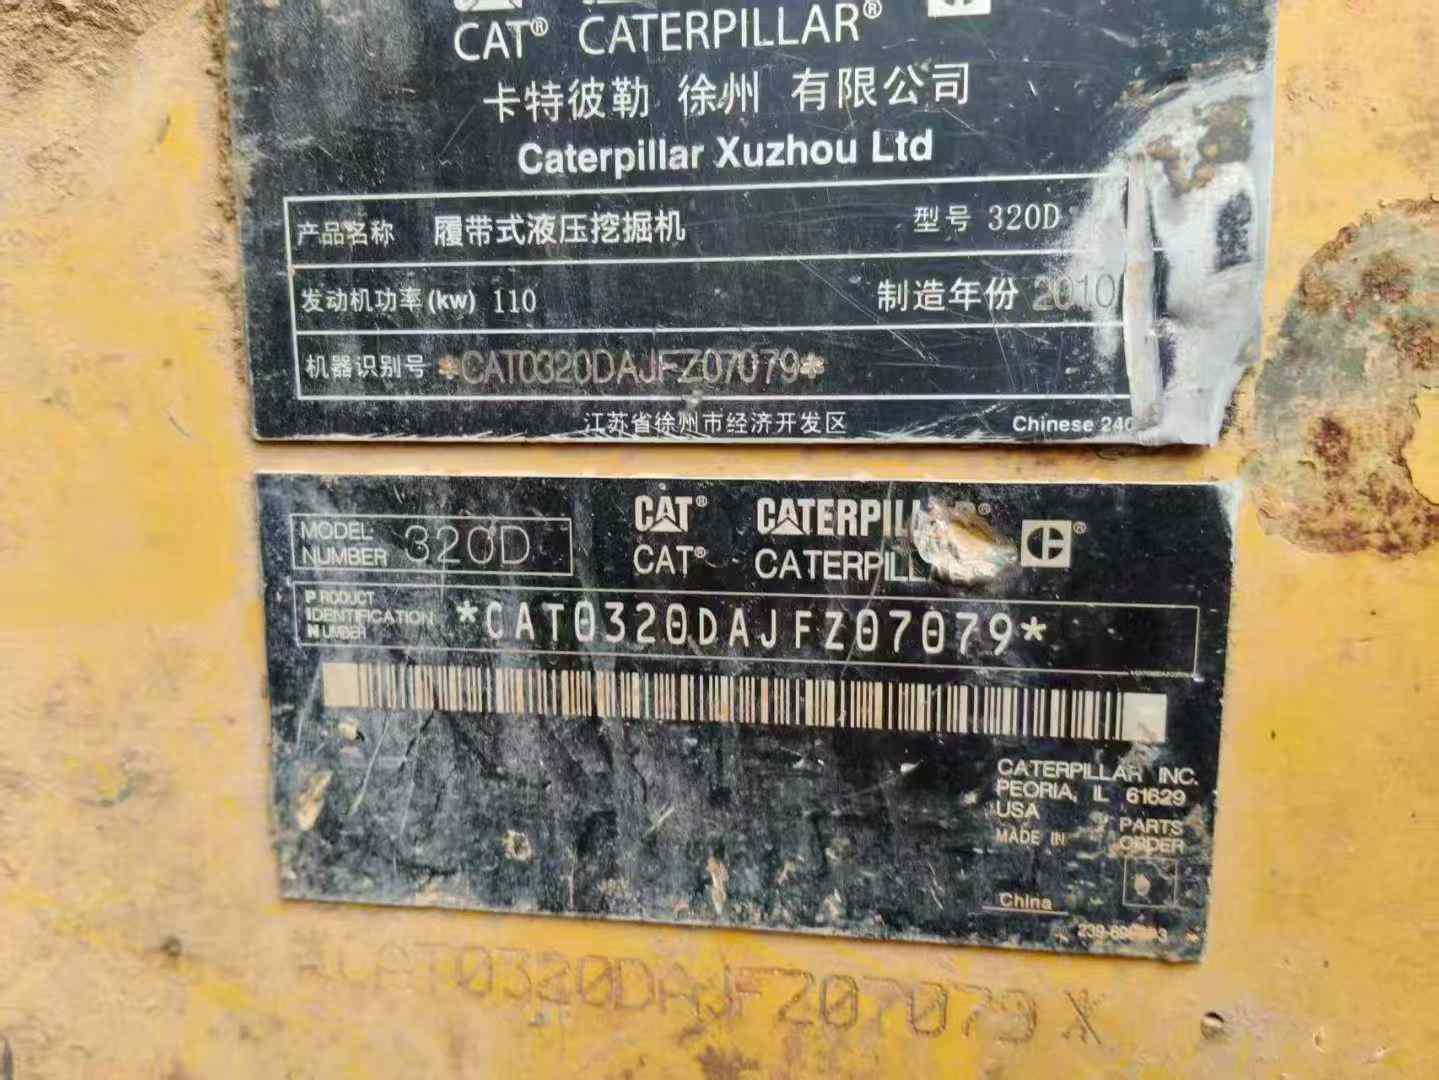 CAT® CATERPILLAR®
卡特彼勒 徐州 有限公司
Caterpillar Xuzhou Ltd
产品名称 履带式液压挖掘机 型号 320D
发动机功率(kw) 110 制造年份 2010
机器识别号 *CAT0320DAJFZ07079*
江苏省徐州市经济开发区 Chinese
MODEL NUMBER 320D
CAT® CATERPILLAR®
CAT® CATERPILL
PRODUCT IDENTIFICATION NUMBER *CAT0320DAJFZ07079*
CATERPILLAR INC.
PEORIA, IL 61629
USA
MADE IN China
PARTS ORDER
CAT0320DAJFZ07079